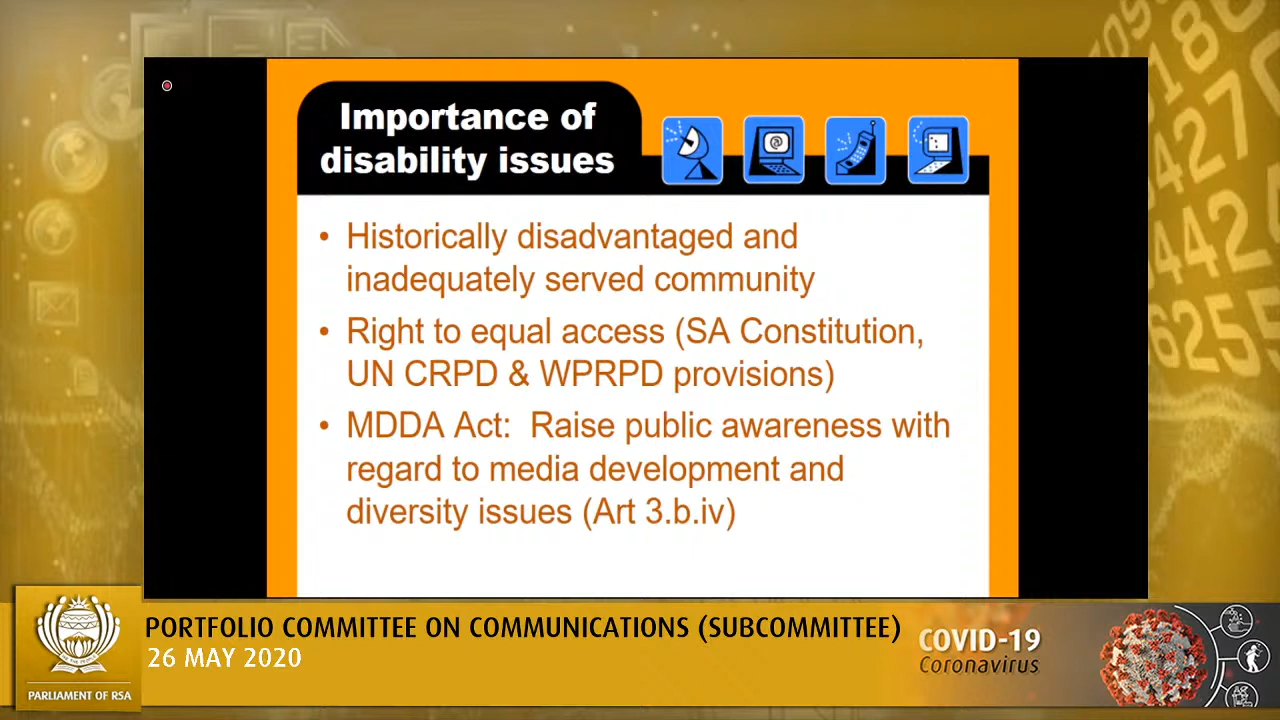 Importance of
disability issues
• Historically disadvantaged and
inadequately served community
• Right to equal access (SA Constitution,
UN CRPD & WPRPD provisions)
• MDDA Act:  Raise public awareness with
regard to media development and
diversity issues (Art 3.b.iv)
PORTFOLIO COMMITTEE ON COMMUNICATIONS (SUBCOMMITTEE)
26 MAY 2020
PARLIAMENT OF RSA
COVID-19
Coronavirus